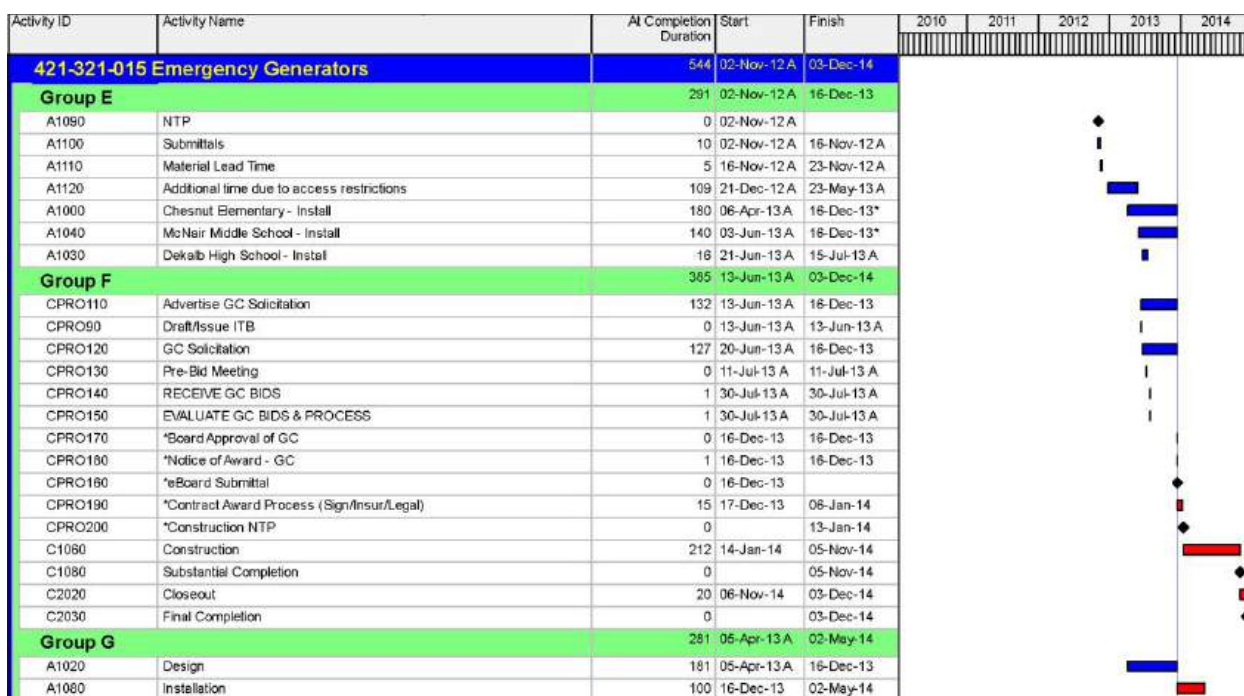 Activity ID Activity Name At Completion Duration Start Finish 2010 2011 2012 2013 2014
421-321-015 Emergency Generators 544 02-Nov-12 A 03-Dec-14
Group E 291 02-Nov-12 A 16-Dec-13
A1090 NTP 0 02-Nov-12 A
A1100 Submittals 10 02-Nov-12 A 16-Nov-12 A
A1110 Material Lead Time 5 16-Nov-12 A 23-Nov-12 A
A1120 Additional time due to access restrictions 109 21-Dec-12 A 23-May-13 A
A1000 Chesnut Elementary - Install 180 06-Apr-13 A 16-Dec-13*
A1040 McNair Middle School - Install 140 03-Jun-13 A 16-Dec-13*
A1030 Dekalb High School - Install 16 21-Jun-13 A 15-Jul-13 A
Group F 385 13-Jun-13 A 03-Dec-14
CPRO110 Advertise GC Solicitation 132 13-Jun-13 A 16-Dec-13
CPRO90 Draft/Issue ITB 0 13-Jun-13 A 13-Jun-13 A
CPRO120 GC Solicitation 127 20-Jun-13 A 16-Dec-13
CPRO130 Pre-Bid Meeting 0 11-Jul-13 A 11-Jul-13 A
CPRO140 RECEIVE GC BIDS 1 30-Jul-13 A 30-Jul-13 A
CPRO150 EVALUATE GC BIDS & PROCESS 1 30-Jul-13 A 30-Jul-13 A
CPRO170 *Board Approval of GC 0 16-Dec-13 16-Dec-13
CPRO180 *Notice of Award - GC 1 16-Dec-13 16-Dec-13
CPRO160 *eBoard Submittal 0 16-Dec-13
CPRO190 *Contract Award Process (Sign/Insur/Legal) 15 17-Dec-13 06-Jan-14
CPRO200 *Construction NTP 0 13-Jan-14
C1060 Construction 212 14-Jan-14 05-Nov-14
C1080 Substantial Completion 0 05-Nov-14
C2020 Closeout 20 06-Nov-14 03-Dec-14
C2030 Final Completion 0 03-Dec-14
Group G 281 05-Apr-13 A 02-May-14
A1020 Design 181 05-Apr-13 A 16-Dec-13
A1080 Installation 100 16-Dec-13 02-May-14